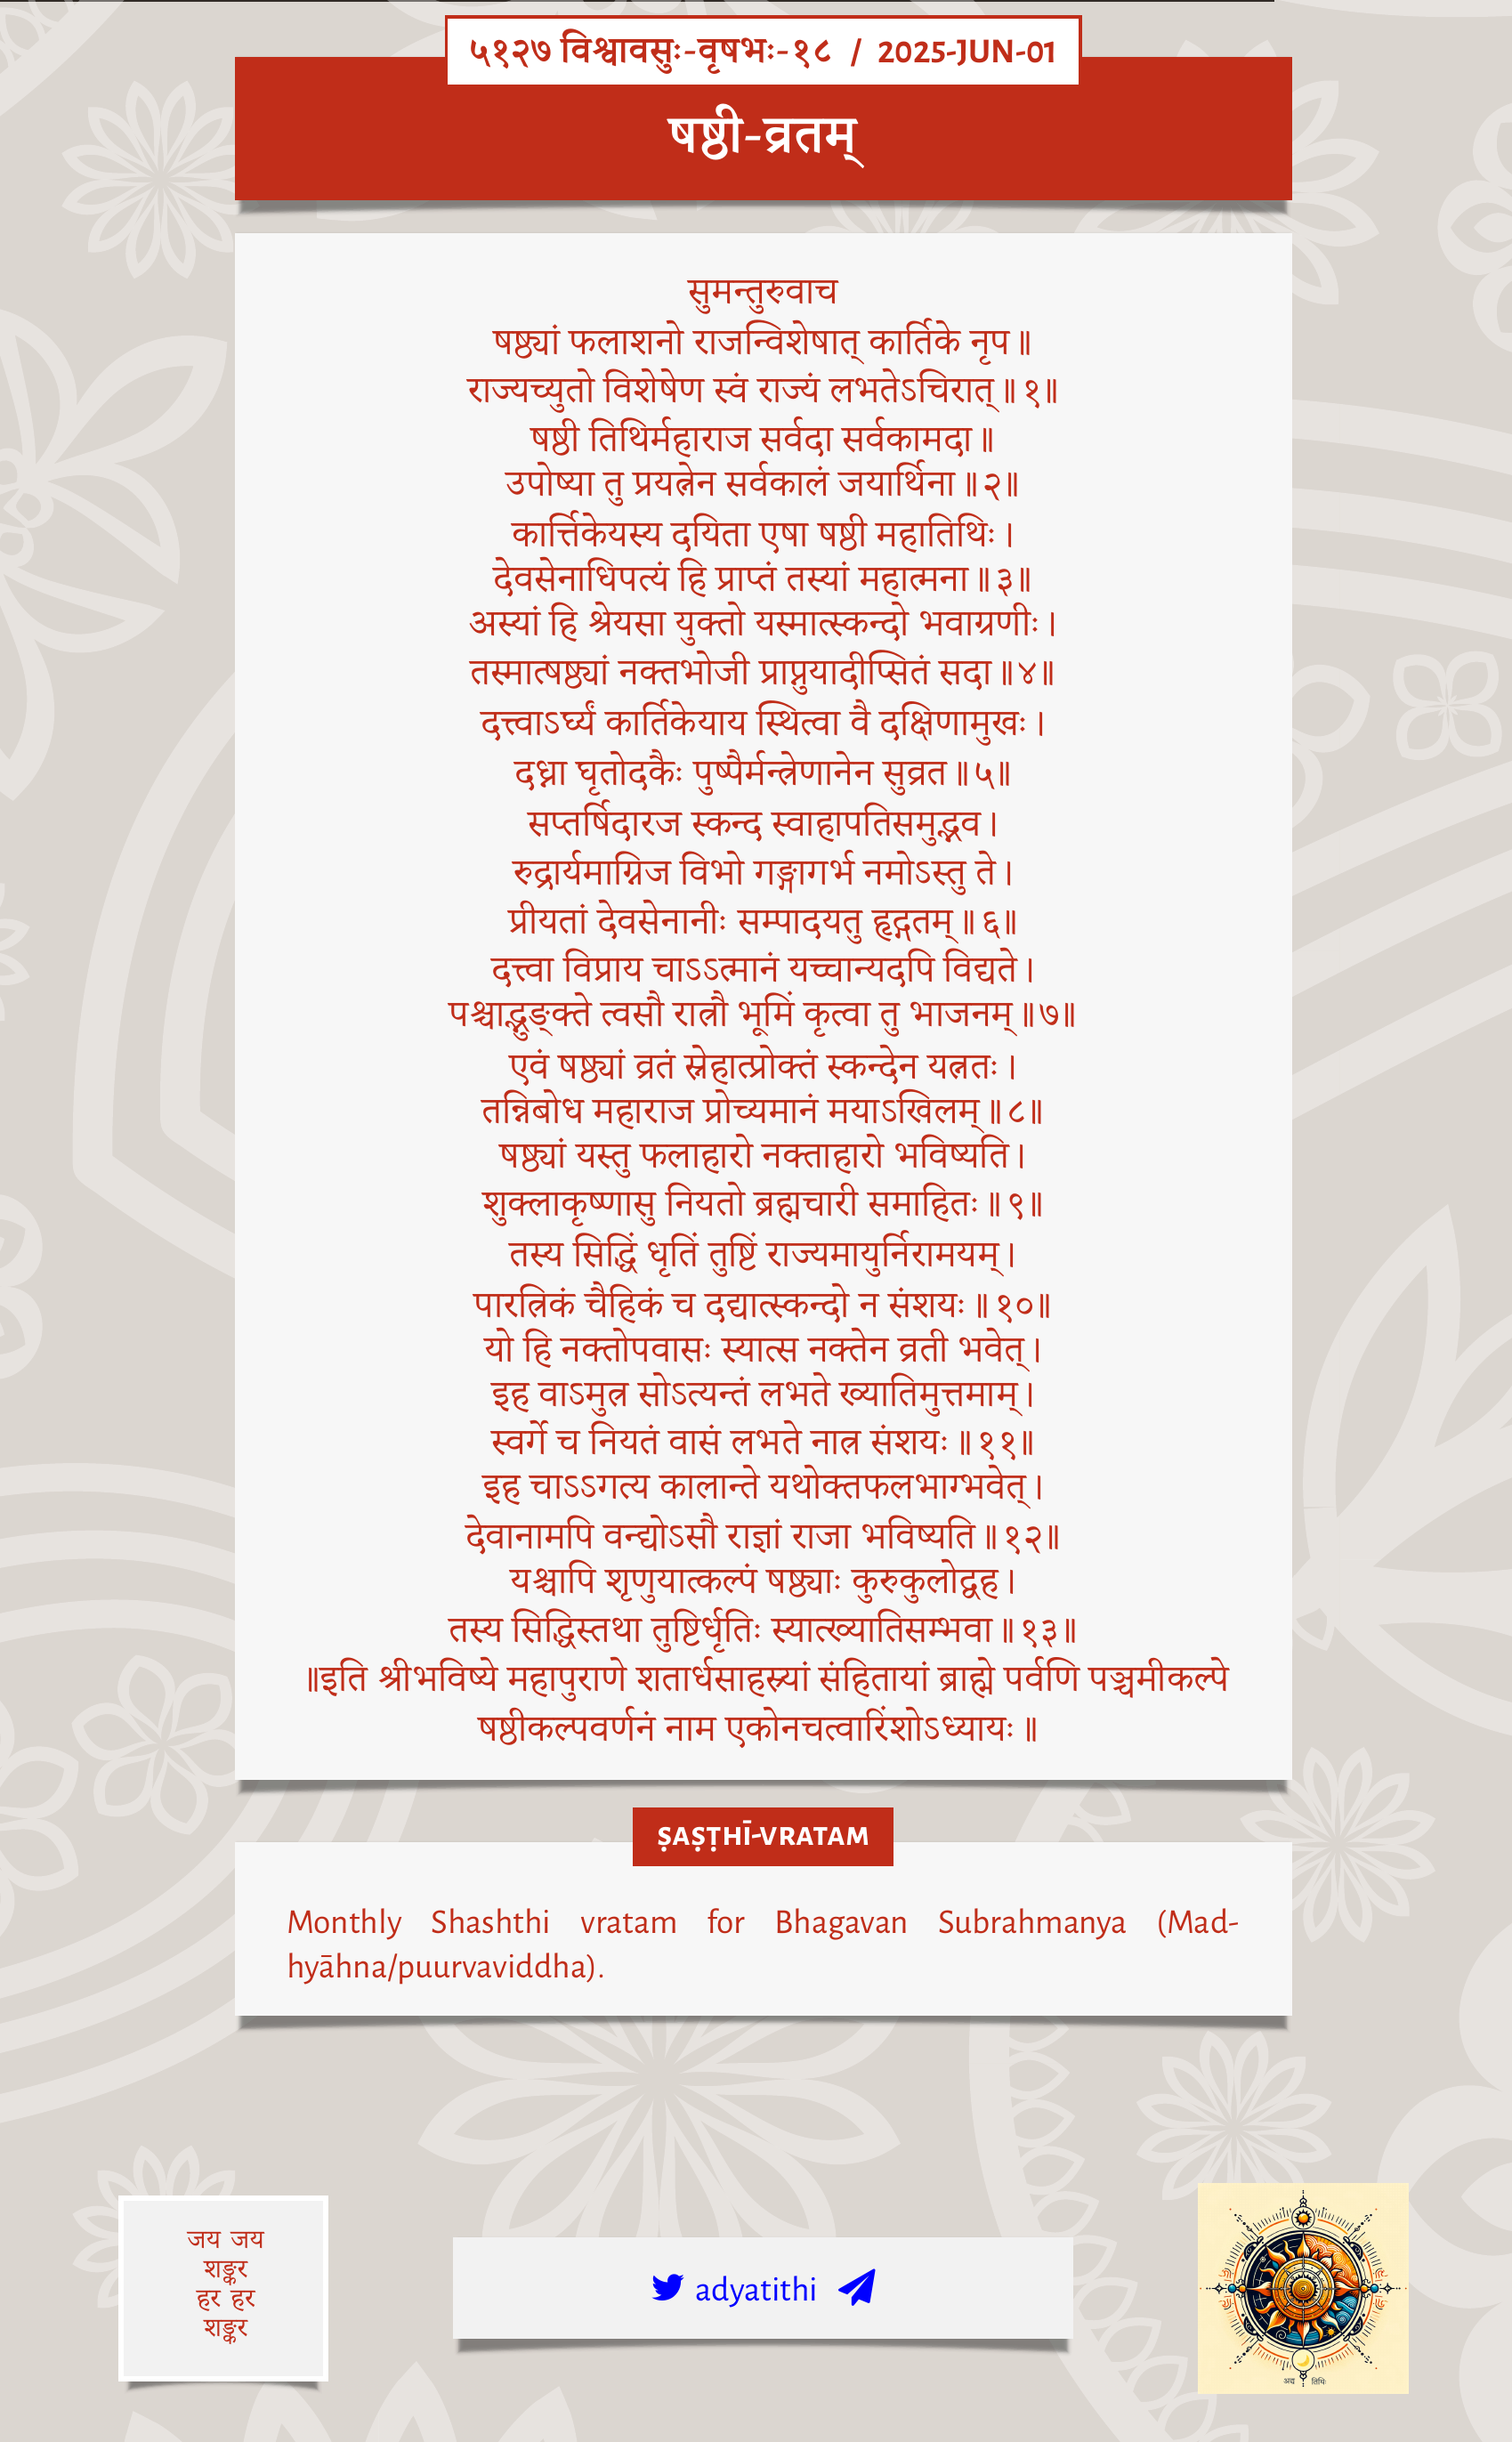 ५१२७ विश्वावसुः-वृषभः-१८ / 2025-JUN-01
षष्ठी-व्रतम्
सुमन्तुरुवाच
षष्ठ्यां फलाशनो राजन्विशेषात् कार्तिके नृप॥
राज्यच्युतो विशेषेण स्वं राज्यं लभतेऽचिरात्॥१॥
षष्ठी तिथिर्महाराज सर्वदा सर्वकामदा॥
उपोष्या तु प्रयत्नेन सर्वकालं जयार्थिना॥२॥
कार्त्तिकेयस्य दयिता एषा षष्ठी महातिथिः।
देवसेनाधिपत्यं हि प्राप्तं तस्यां महात्मना॥३॥
अस्यां हि श्रेयसा युक्तो यस्मात्स्कन्दो भवाग्रणीः।
तस्मात्षष्ठ्यां नक्तभोजी प्राप्नुयादीप्सितं सदा॥४॥
दत्त्वाऽर्घ्यं कार्तिकेयाय स्थित्वा वै दक्षिणामुखः।
दध्ना घृतोदकैः पुष्पैर्मन्त्रेणानेन सुव्रत॥५॥
सप्तर्षिदारज स्कन्द स्वाहापतिसमुद्भव।
रुद्रार्यमाग्निज विभो गङ्गागर्भ नमोऽस्तु ते।
प्रीयतां देवसेनानीः सम्पादयतु हृद्गतम्॥६॥
दत्त्वा विप्राय चाऽऽत्मानं यच्चान्यदपि विद्यते।
पश्चाद्भुङ्क्ते त्वसौ रात्रौ भूमिं कृत्वा तु भाजनम्॥७॥
एवं षष्ठ्यां व्रतं स्नेहात्प्रोक्तं स्कन्देन यत्नतः।
तन्निबोध महाराज प्रोच्यमानं मयाऽखिलम्॥८॥
षष्ठ्यां यस्तु फलाहारो नक्ताहारो भविष्यति।
शुक्लाकृष्णासु नियतो ब्रह्मचारी समाहितः॥९॥
तस्य सिद्धिं धृतिं तुष्टिं राज्यमायुर्निरामयम्।
पारत्रिकं चैहिकं च दद्यात्स्कन्दो न संशयः॥१०॥
यो हि नक्तोपवासः स्यात्स नक्तेन व्रती भवेत्।
इह वाऽमुत्र सोऽत्यन्तं लभते ख्यातिमुत्तमाम्।
स्वर्गे च नियतं वासं लभते नात्र संशयः॥११॥
इह चाऽऽगत्य कालान्ते यथोक्तफलभाग्भवेत्।
देवानामपि वन्द्योऽसौ राज्ञां राजा भविष्यति॥१२॥
यश्चापि शृणुयात्कल्पं षष्ठ्याः कुरुकुलोद्वह।
तस्य सिद्धिस्तथा तुष्टिर्धृतिः स्यात्ख्यातिसम्भवा॥१३॥
॥इति श्रीभविष्ये महापुराणे शतार्धसाहस्र्यां संहितायां ब्राह्मे पर्वणि पञ्चमीकल्पे
षष्ठीकल्पवर्णनं नाम एकोनचत्वारिंशोऽध्यायः॥
ṢAṢṬHĪ-VRATAM
Monthly Shashthi vratam for Bhagavan Subrahmanya (Mad-
hyāhna/puurvaviddha).
जय जय
शङ्कर
हर हर
शङ्कर
adyatithi
अद्य तिथिः